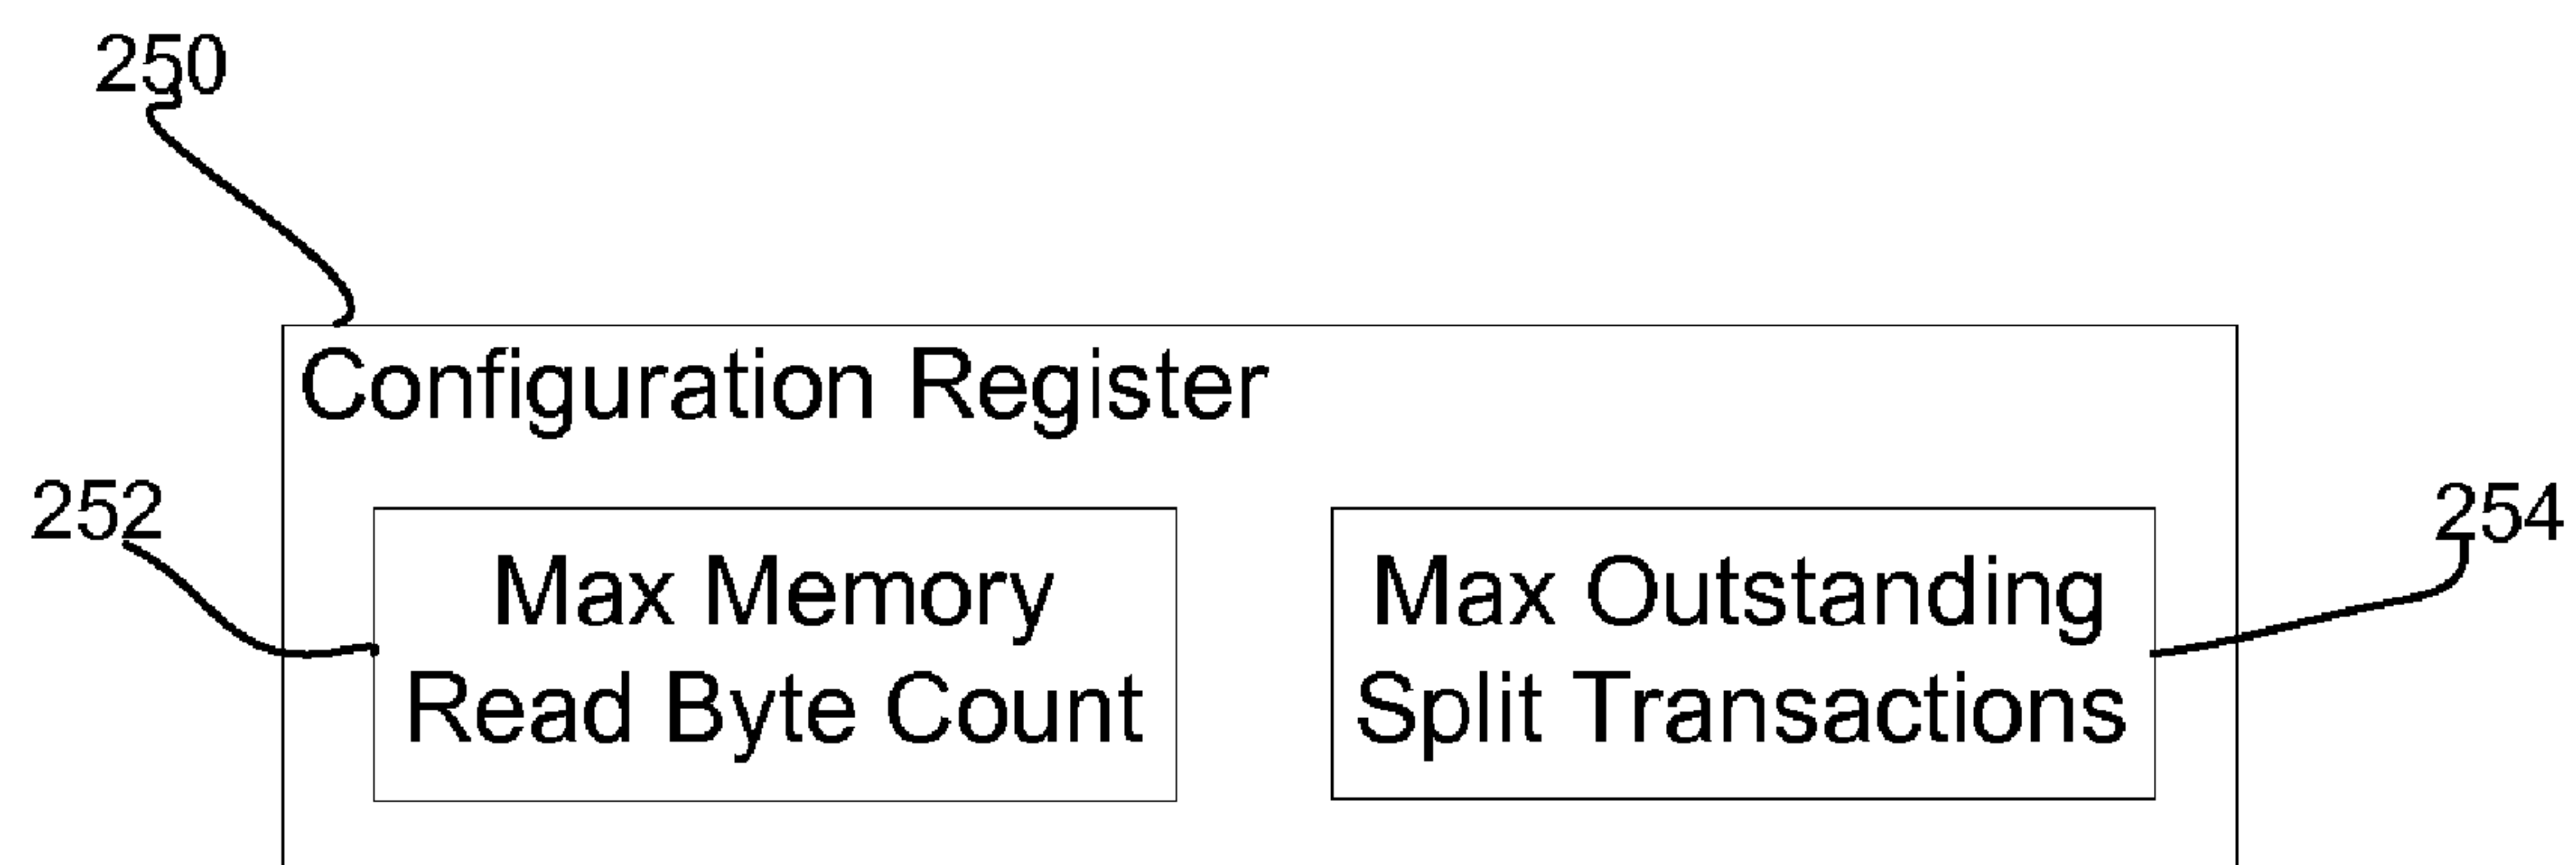 250
Configuration Register
252
Max Memory
Read Byte Count
Max Outstanding
Split Transactions
254